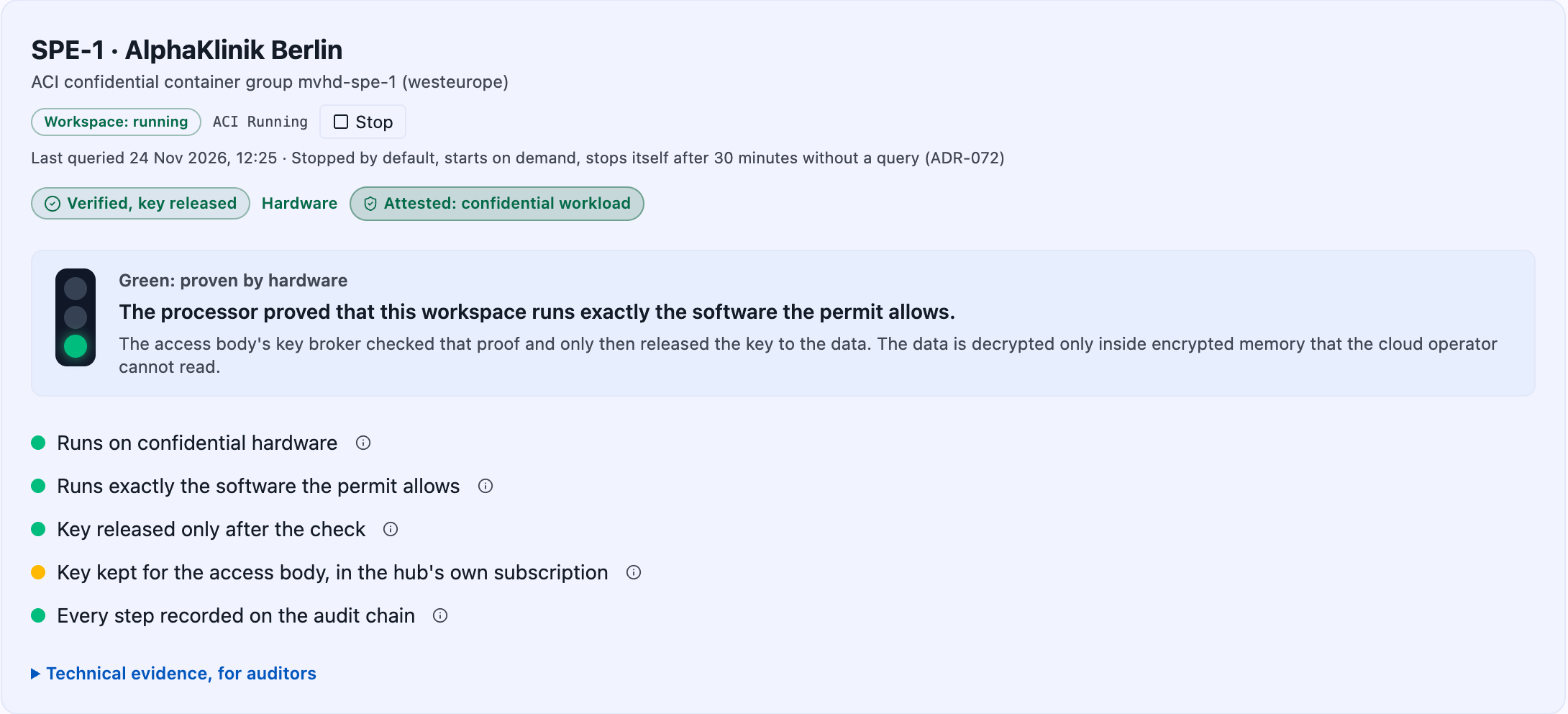 SPE-1 · AlphaKlinik Berlin
ACI confidential container group mvhd-spe-1 (westeurope)
Workspace: running ACI Running Stop
Last queried 24 Nov 2026, 12:25 · Stopped by default, starts on demand, stops itself after 30 minutes without a query (ADR-072)
Verified, key released Hardware Attested: confidential workload
Green: proven by hardware
The processor proved that this workspace runs exactly the software the permit allows.
The access body's key broker checked that proof and only then released the key to the data. The data is decrypted only inside encrypted memory that the cloud operator
cannot read.
Runs on confidential hardware
Runs exactly the software the permit allows
Key released only after the check
Key kept for the access body, in the hub's own subscription
Every step recorded on the audit chain
Technical evidence, for auditors